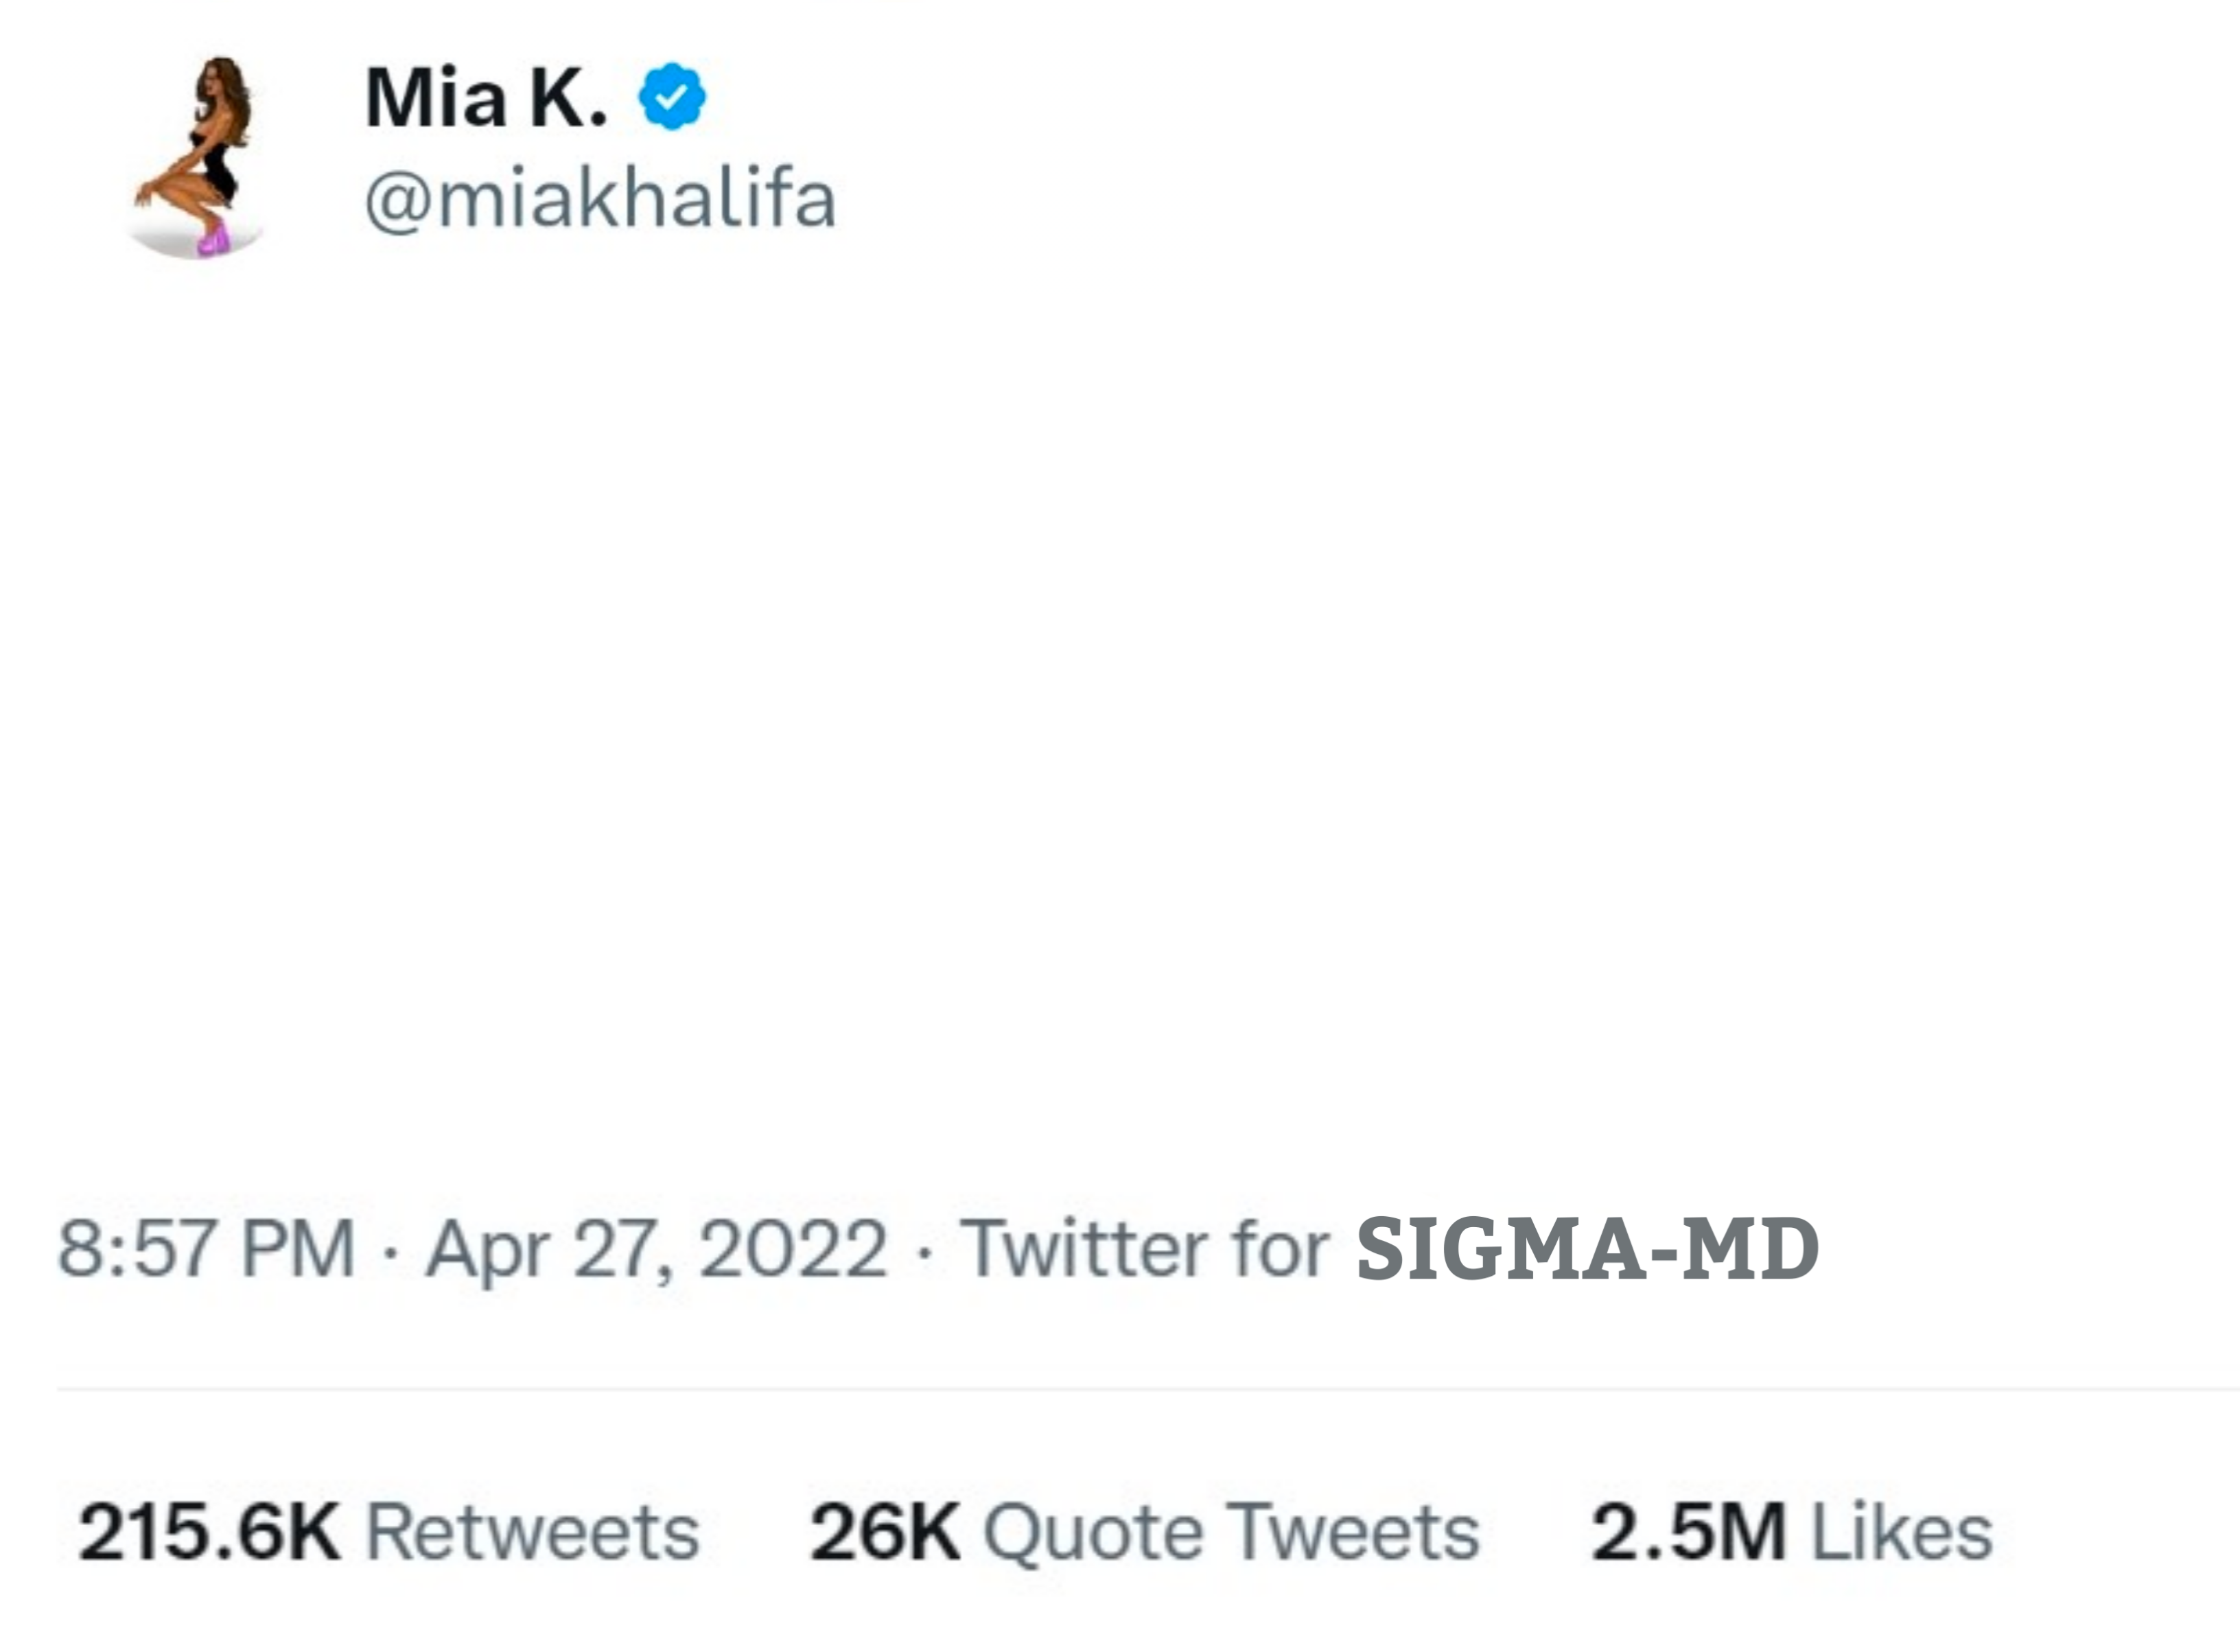 Mia K.
@miakhalifa
8:57 PM · Apr 27, 2022 · Twitter for SIGMA-MD
215.6K Retweets 26K Quote Tweets 2.5M Likes